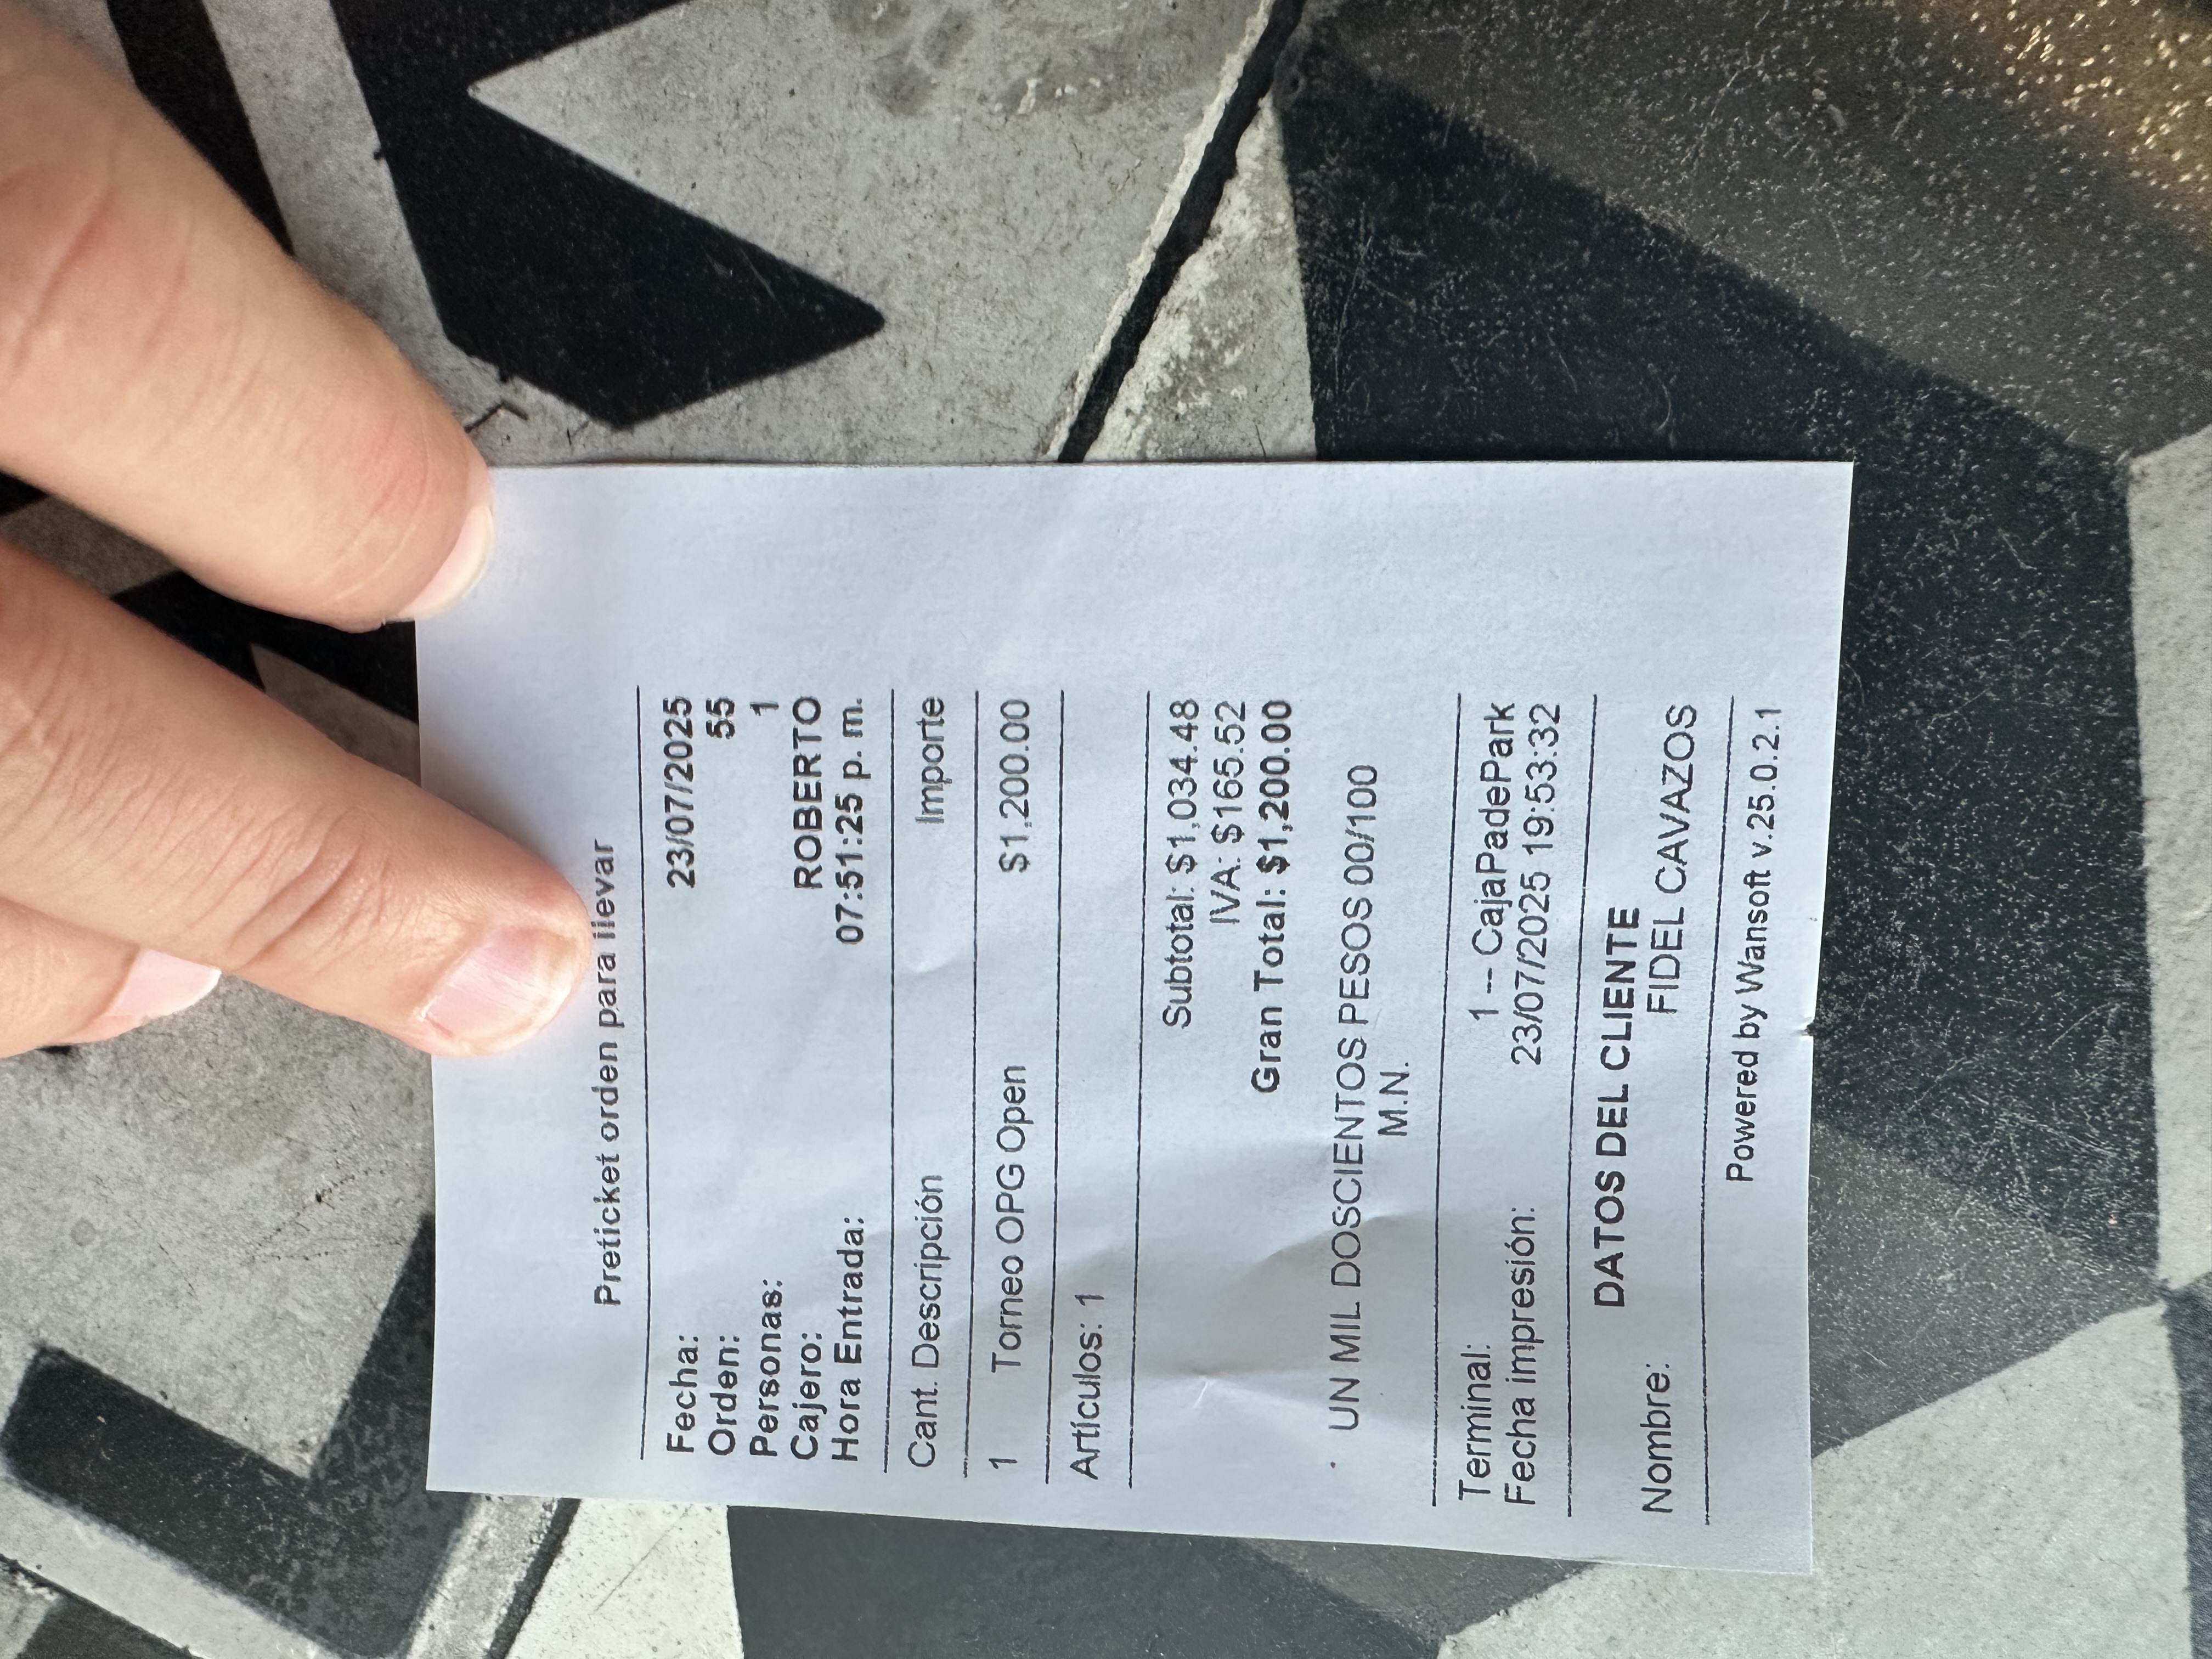 Preticket orden para llevar
Fecha: 23/07/2025
Orden: 55
Personas: 1
Cajero: ROBERTO
Hora Entrada: 07:51:25 p. m.
Cant. Descripción Importe
1 Torneo OPG Open $1,200.00
Artículos: 1
Subtotal: $1,034.48
IVA: $165.52
Gran Total: $1,200.00
UN MIL DOSCIENTOS PESOS 00/100
M.N.
Terminal: 1 -- CajaPadePark
Fecha impresión: 23/07/2025 19:53:32
DATOS DEL CLIENTE
Nombre: FIDEL CAVAZOS
Powered by Wansoft v.25.0.2.1